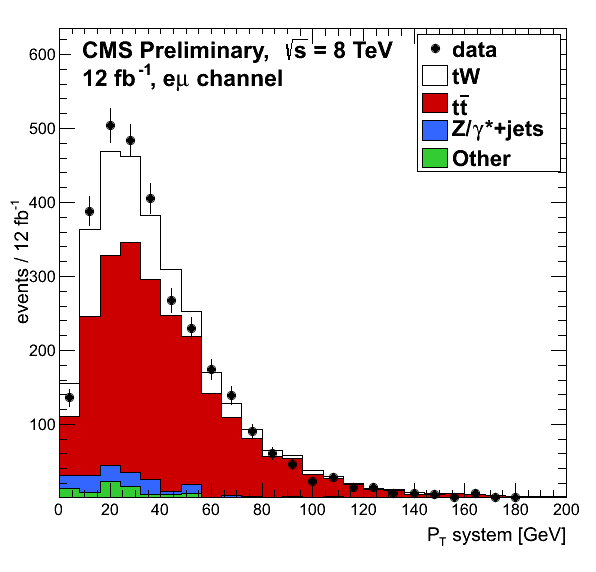 CMS Preliminary, √s = 8 TeV
12 fb⁻¹, eμ channel
data
tW
tt̄
Z/γ*+jets
Other
events / 12 fb⁻¹
600
500
400
300
200
100
0 20 40 60 80 100 120 140 160 180 200
P_T system [GeV]